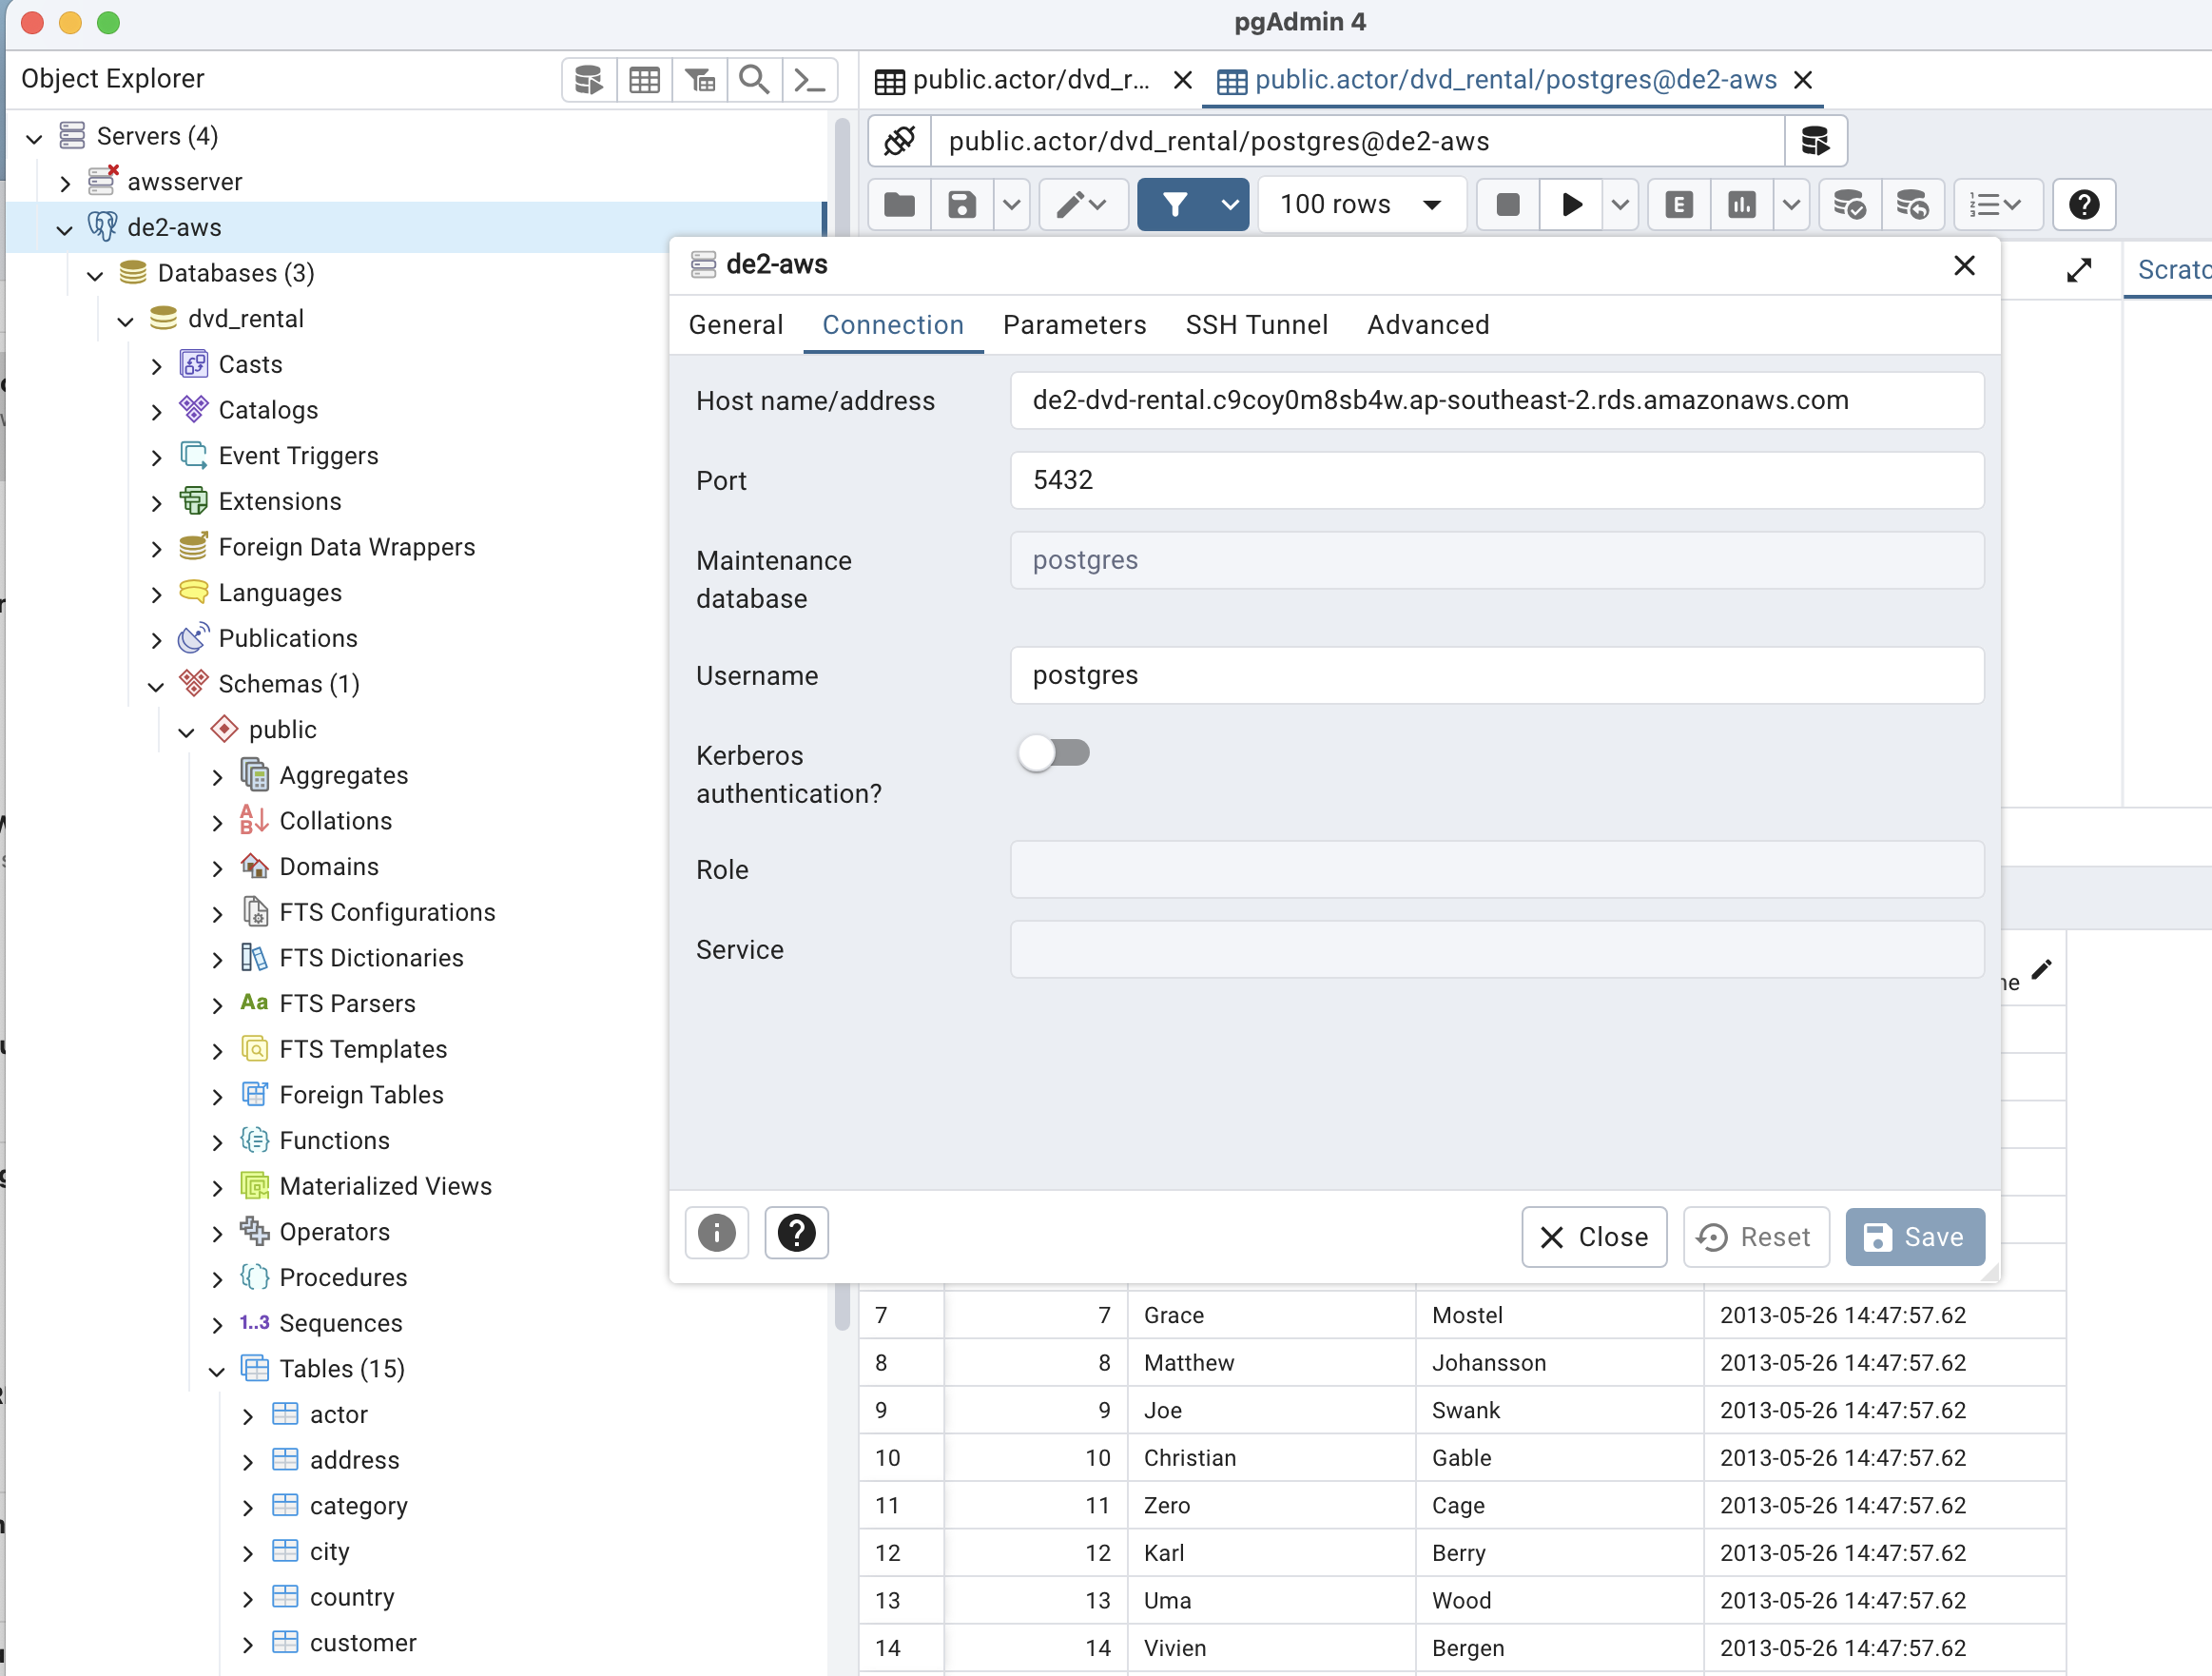 pgAdmin 4
Object Explorer
public.actor/dvd_r...
public.actor/dvd_rental/postgres@de2-aws
Servers (4)
awsserver
de2-aws
Databases (3)
dvd_rental
Casts
Catalogs
Event Triggers
Extensions
Foreign Data Wrappers
Languages
Publications
Schemas (1)
public
Aggregates
Collations
Domains
FTS Configurations
FTS Dictionaries
Aa FTS Parsers
FTS Templates
Foreign Tables
Functions
Materialized Views
Operators
Procedures
1..3 Sequences
Tables (15)
actor
address
category
city
country
customer
public.actor/dvd_rental/postgres@de2-aws
100 rows
E
de2-aws
General Connection Parameters SSH Tunnel Advanced
Host name/address de2-dvd-rental.c9coy0m8sb4w.ap-southeast-2.rds.amazonaws.com
Port 5432
Maintenance database postgres
Username postgres
Kerberos authentication?
Role
Service
Close Reset Save
7 7 Grace Mostel 2013-05-26 14:47:57.62
8 8 Matthew Johansson 2013-05-26 14:47:57.62
9 9 Joe Swank 2013-05-26 14:47:57.62
10 10 Christian Gable 2013-05-26 14:47:57.62
11 11 Zero Cage 2013-05-26 14:47:57.62
12 12 Karl Berry 2013-05-26 14:47:57.62
13 13 Uma Wood 2013-05-26 14:47:57.62
14 14 Vivien Bergen 2013-05-26 14:47:57.62